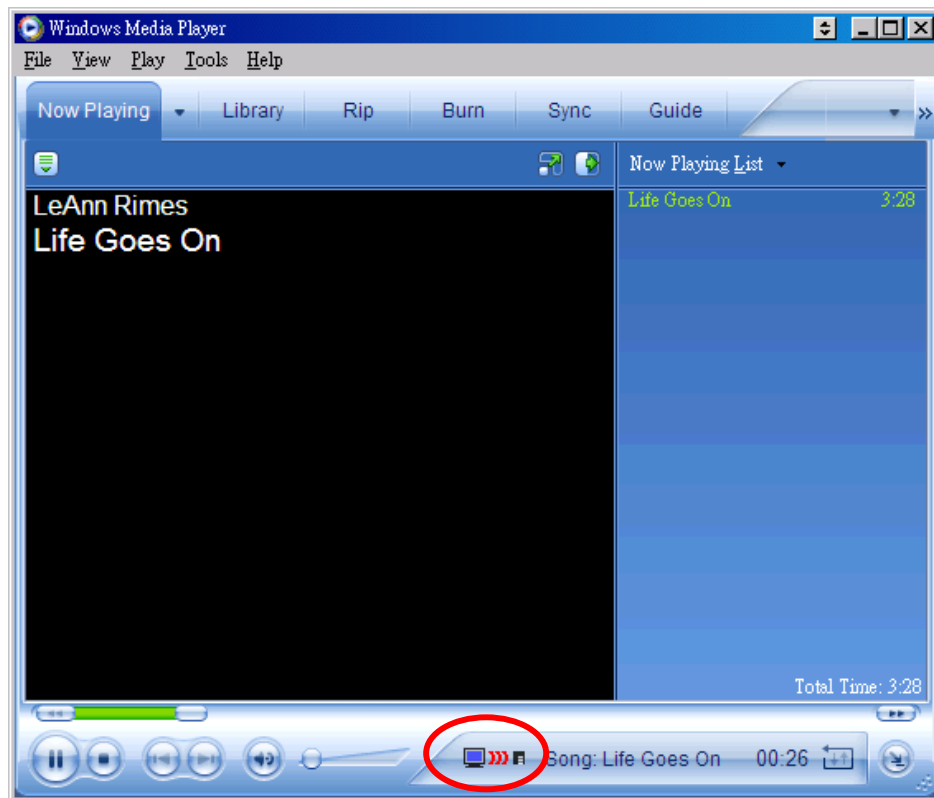 Windows Media Player
File View Play Tools Help
Now Playing Library Rip Burn Sync Guide
Now Playing List
LeAnn Rimes
Life Goes On
Life Goes On 3:28
Total Time: 3:28
Song: Life Goes On 00:26